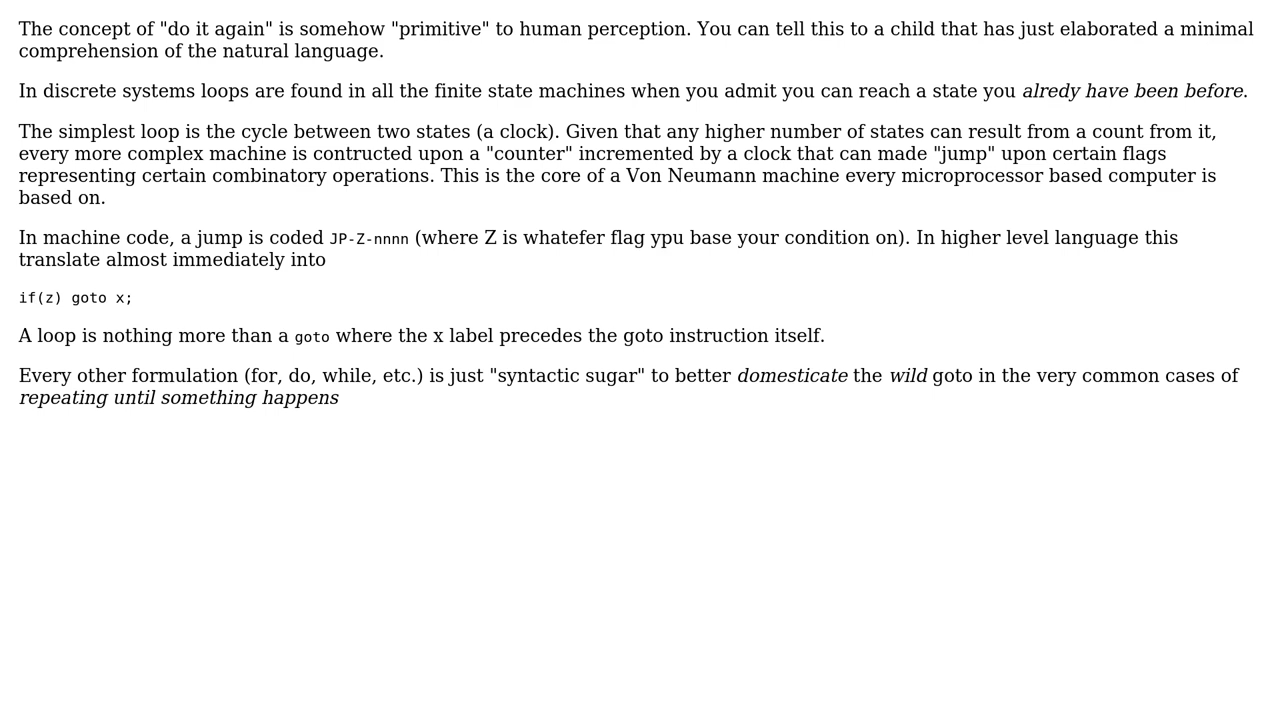 The concept of "do it again" is somehow "primitive" to human perception. You can tell this to a child that has just elaborated a minimal
comprehension of the natural language.
In discrete systems loops are found in all the finite state machines when you admit you can reach a state you alredy have been before.
The simplest loop is the cycle between two states (a clock). Given that any higher number of states can result from a count from it,
every more complex machine is contructed upon a "counter" incremented by a clock that can made "jump" upon certain flags
representing certain combinatory operations. This is the core of a Von Neumann machine every microprocessor based computer is
based on.
In machine code, a jump is coded JP-Z-nnnn (where Z is whatefer flag ypu base your condition on). In higher level language this
translate almost immediately into
if(z) goto x;
A loop is nothing more than a goto where the x label precedes the goto instruction itself.
Every other formulation (for, do, while, etc.) is just "syntactic sugar" to better domesticate the wild goto in the very common cases of
repeating until something happens